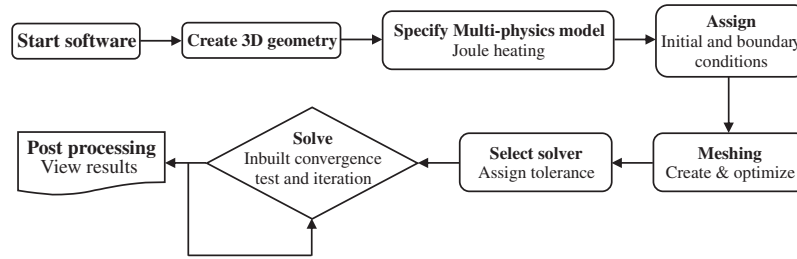 Start software
Create 3D geometry
Specify Multi-physics model
Joule heating
Assign
Initial and boundary
conditions
Meshing
Create & optimize
Select solver
Assign tolerance
Solve
Inbuilt convergence
test and iteration
Post processing
View results